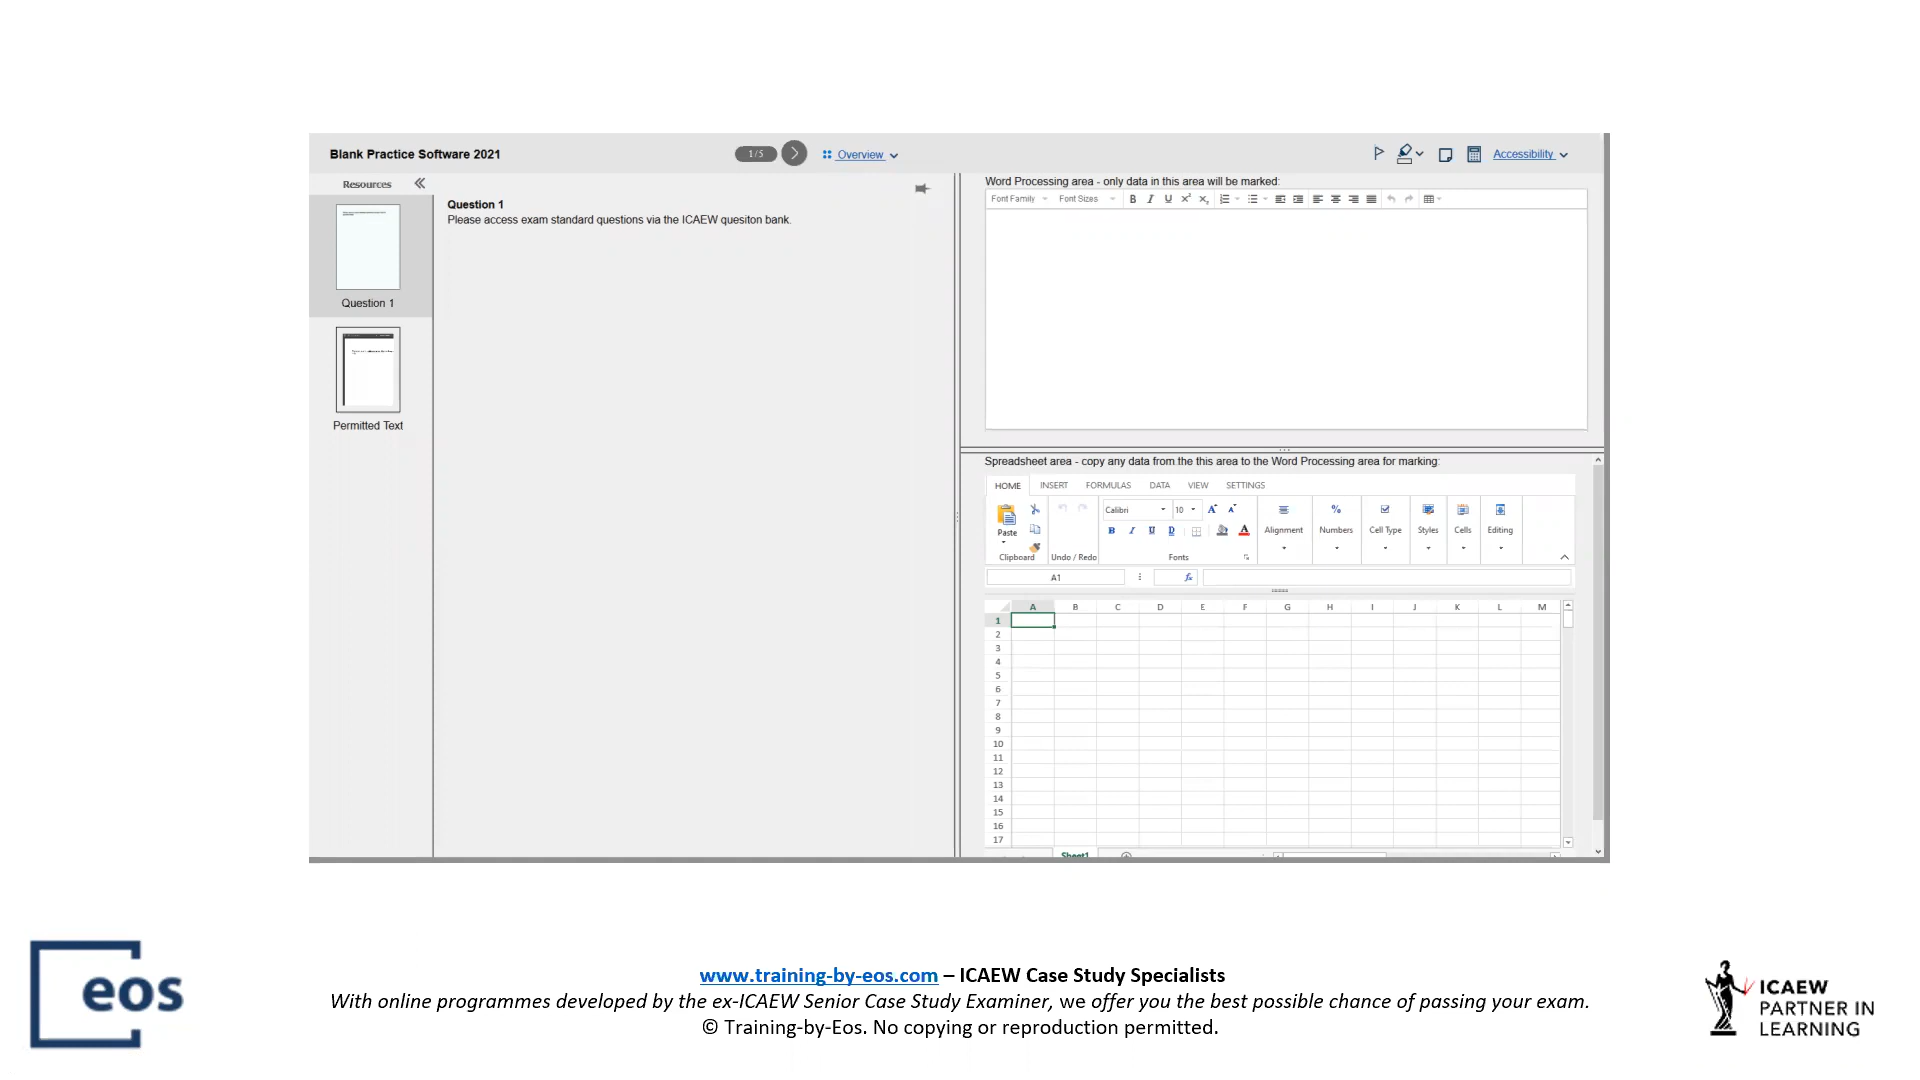 Blank Practice Software 2021
1/5
Overview
Accessibility
Resources
Question 1
Permitted Text
Question 1
Please access exam standard questions via the ICAEW quesiton bank.
Word Processing area - only data in this area will be marked:
Font Family
Font Sizes
B I U X² X₂
Spreadsheet area - copy any data from the this area to the Word Processing area for marking:
HOME INSERT FORMULAS DATA VIEW SETTINGS
Paste
Clipboard
Undo / Redo
Calibri 10 A A
B I U D A
Fonts
Alignment
% Numbers
Cell Type
Styles
Cells
Editing
A1 fx
A B C D E F G H I J K L M
1
2
3
4
5
6
7
8
9
10
11
12
13
14
15
16
17
Sheet1
eos
www.training-by-eos.com – ICAEW Case Study Specialists
With online programmes developed by the ex-ICAEW Senior Case Study Examiner, we offer you the best possible chance of passing your exam.
© Training-by-Eos. No copying or reproduction permitted.
ICAEW
PARTNER IN
LEARNING